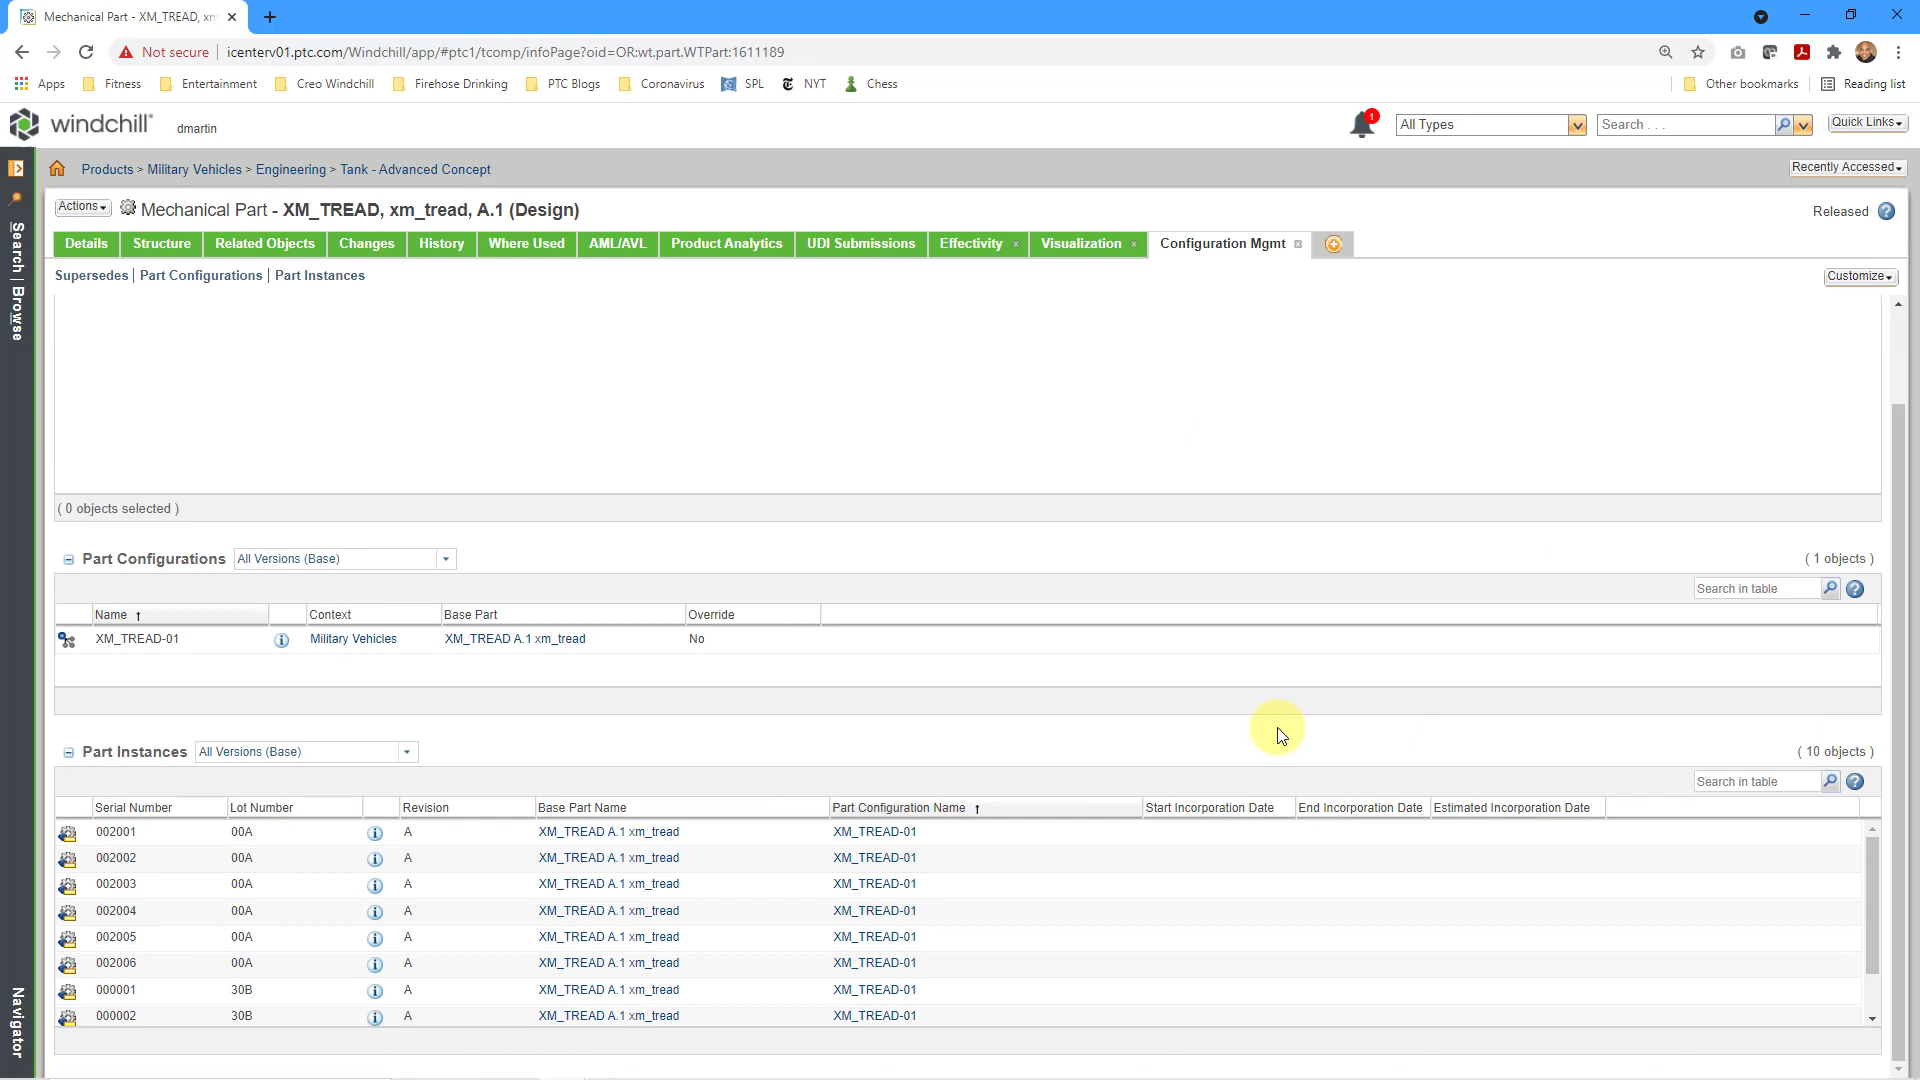 Mechanical Part - XM_TREAD, xm
Not secure | icenterv01.ptc.com/Windchill/app/#ptc1/tcomp/infoPage?oid=OR:wt.part.WTPart:1611189
Apps Fitness Entertainment Creo Windchill Firehose Drinking PTC Blogs Coronavirus SPL NYT Chess Other bookmarks Reading list
windchill dmartin 1 All Types Search . . . Quick Links
Products > Military Vehicles > Engineering > Tank - Advanced Concept Recently Accessed
Actions Mechanical Part - XM_TREAD, xm_tread, A.1 (Design) Released
Details Structure Related Objects Changes History Where Used AML/AVL Product Analytics UDI Submissions Effectivity Visualization Configuration Mgmt
Supersedes | Part Configurations | Part Instances Customize
Search | Browse
Navigator
( 0 objects selected )
Part Configurations All Versions (Base) ( 1 objects )
Search in table
Name ↑ Context Base Part Override
XM_TREAD-01 Military Vehicles XM_TREAD A.1 xm_tread No
Part Instances All Versions (Base) ( 10 objects )
Search in table
Serial Number Lot Number Revision Base Part Name Part Configuration Name ↑ Start Incorporation Date End Incorporation Date Estimated Incorporation Date
002001 00A A XM_TREAD A.1 xm_tread XM_TREAD-01
002002 00A A XM_TREAD A.1 xm_tread XM_TREAD-01
002003 00A A XM_TREAD A.1 xm_tread XM_TREAD-01
002004 00A A XM_TREAD A.1 xm_tread XM_TREAD-01
002005 00A A XM_TREAD A.1 xm_tread XM_TREAD-01
002006 00A A XM_TREAD A.1 xm_tread XM_TREAD-01
000001 30B A XM_TREAD A.1 xm_tread XM_TREAD-01
000002 30B A XM_TREAD A.1 xm_tread XM_TREAD-01